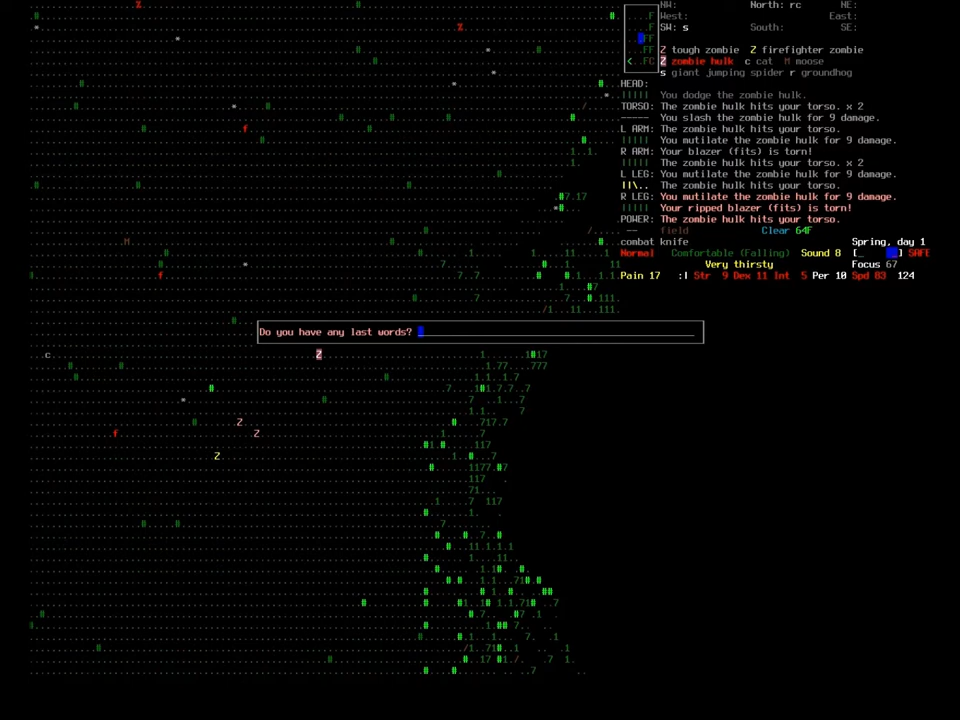 NW: North: rc NE:
West: East:
SW: s South: SE:
Z tough zombie Z firefighter zombie
Z zombie hulk c cat M moose
s giant jumping spider r groundhog
HEAD:
||||| You dodge the zombie hulk.
TORSO: The zombie hulk hits your torso. x 2
----- You slash the zombie hulk for 9 damage.
L ARM: The zombie hulk hits your torso.
||||| You mutilate the zombie hulk for 9 damage.
R ARM: Your blazer (fits) is torn!
||||| The zombie hulk hits your torso. x 2
L LEG: You mutilate the zombie hulk for 9 damage.
||\.. The zombie hulk hits your torso.
R LEG: You mutilate the zombie hulk for 9 damage.
||||| Your ripped blazer (fits) is torn!
POWER: The zombie hulk hits your torso.
-- field Clear 64F
combat knife Spring, day 1
Normal Comfortable (Falling) Sound 8 [_ ] SAFE
Very thirsty Focus 67
Pain 17 :| Str 9 Dex 11 Int 5 Per 10 Spd 83 124
Do you have any last words?